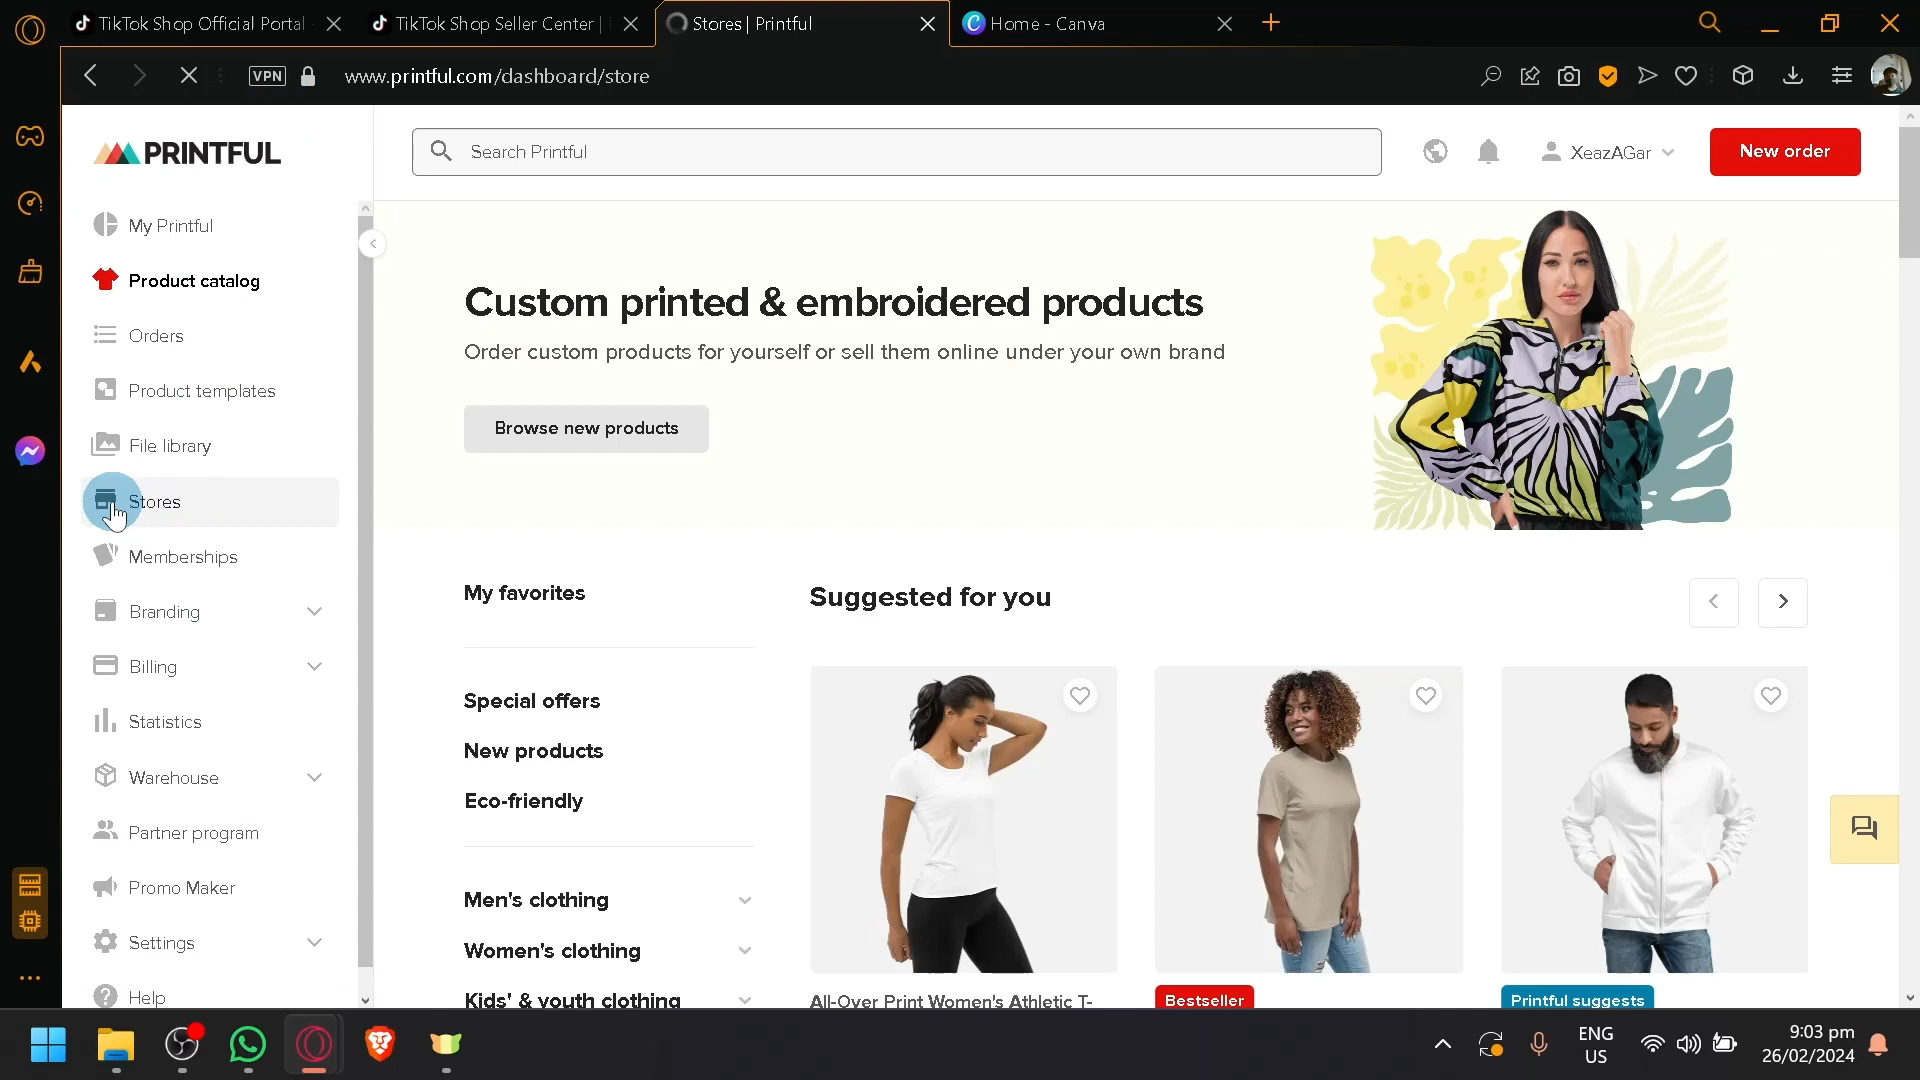 TikTok Shop Official Portal
TikTok Shop Seller Center |
Stores | Printful
Home - Canva
VPN
www.printful.com/dashboard/store
PRINTFUL
Search Printful
XeazAGar
New order
My Printful
Product catalog
Orders
Product templates
File library
Stores
Memberships
Branding
Billing
Statistics
Warehouse
Partner program
Promo Maker
Settings
Help
Custom printed & embroidered products
Order custom products for yourself or sell them online under your own brand
Browse new products
My favorites
Special offers
New products
Eco-friendly
Men's clothing
Women's clothing
Kids' & youth clothing
Suggested for you
All-Over Print Women's Athletic T-
Bestseller
Printful suggests
ENG
US
9:03 pm
26/02/2024